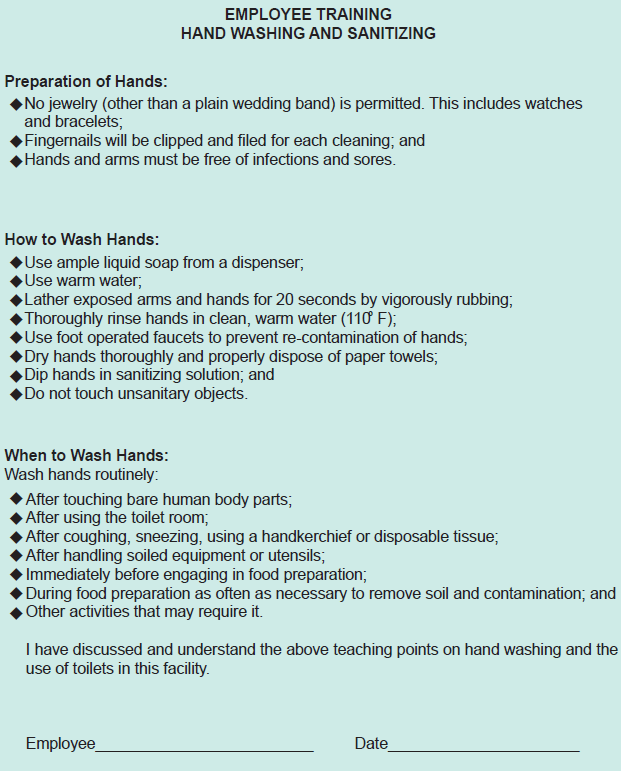 EMPLOYEE TRAINING
HAND WASHING AND SANITIZING
Preparation of Hands:
◆No jewelry (other than a plain wedding band) is permitted. This includes watches
and bracelets;
◆Fingernails will be clipped and filed for each cleaning; and
◆Hands and arms must be free of infections and sores.
How to Wash Hands:
◆Use ample liquid soap from a dispenser;
◆Use warm water;
◆Lather exposed arms and hands for 20 seconds by vigorously rubbing;
◆Thoroughly rinse hands in clean, warm water (110° F);
◆Use foot operated faucets to prevent re-contamination of hands;
◆Dry hands thoroughly and properly dispose of paper towels;
◆Dip hands in sanitizing solution; and
◆Do not touch unsanitary objects.
When to Wash Hands:
Wash hands routinely:
◆After touching bare human body parts;
◆After using the toilet room;
◆After coughing, sneezing, using a handkerchief or disposable tissue;
◆After handling soiled equipment or utensils;
◆Immediately before engaging in food preparation;
◆During food preparation as often as necessary to remove soil and contamination; and
◆Other activities that may require it.
I have discussed and understand the above teaching points on hand washing and the
use of toilets in this facility.
Employee__________________________ Date_______________________